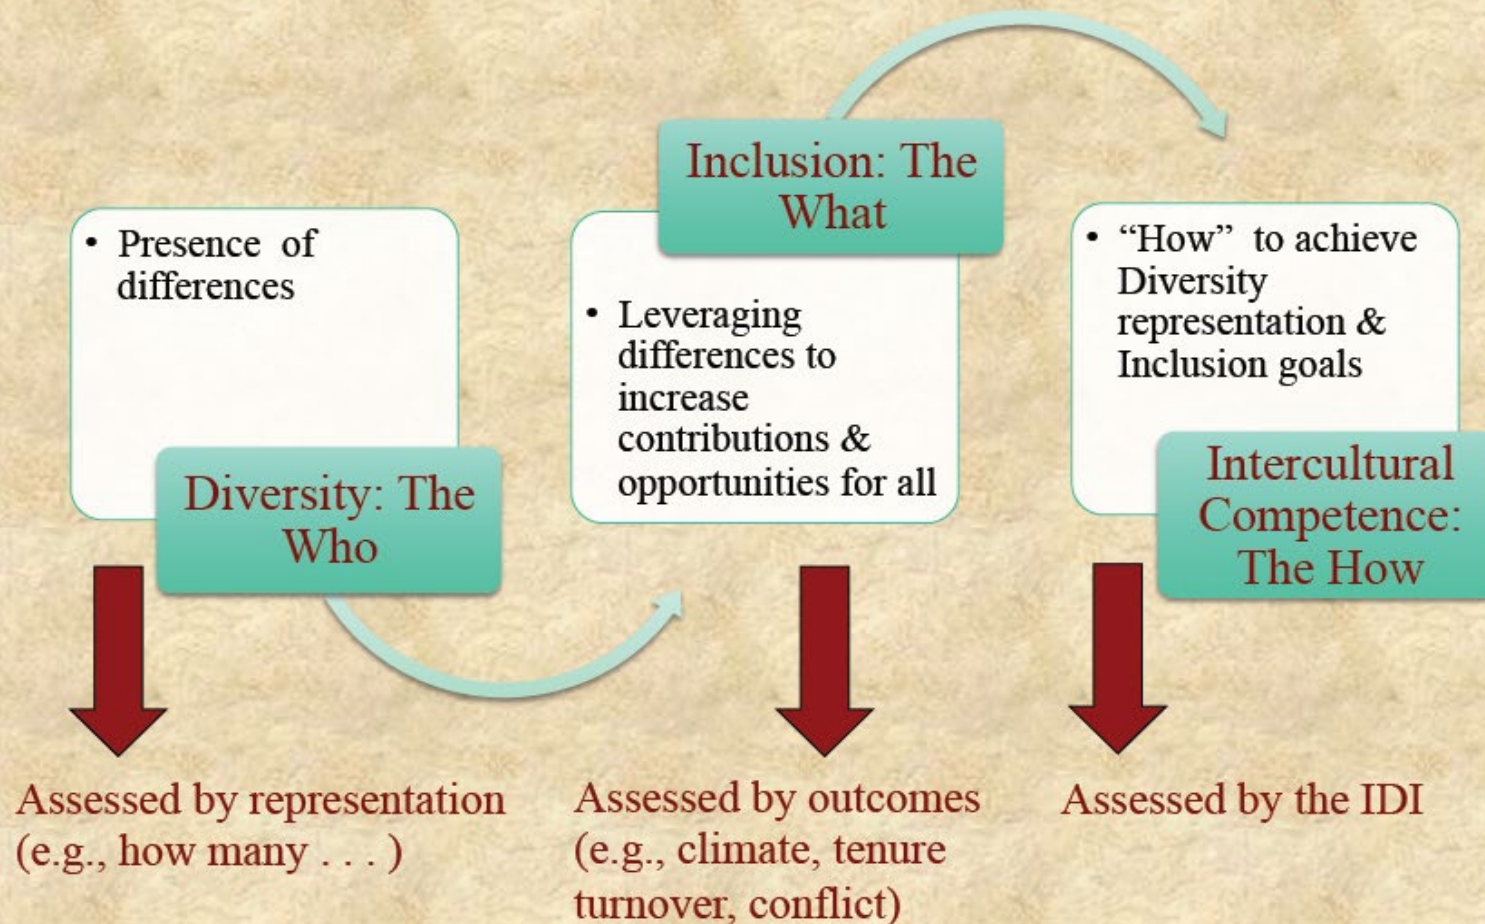 • Presence of
differences
Diversity: The
Who
Assessed by representation
(e.g., how many . . . )
Inclusion: The
What
• Leveraging
differences to
increase
contributions &
opportunities for all
Assessed by outcomes
(e.g., climate, tenure
turnover, conflict)
• “How” to achieve
Diversity
representation &
Inclusion goals
Intercultural
Competence:
The How
Assessed by the IDI